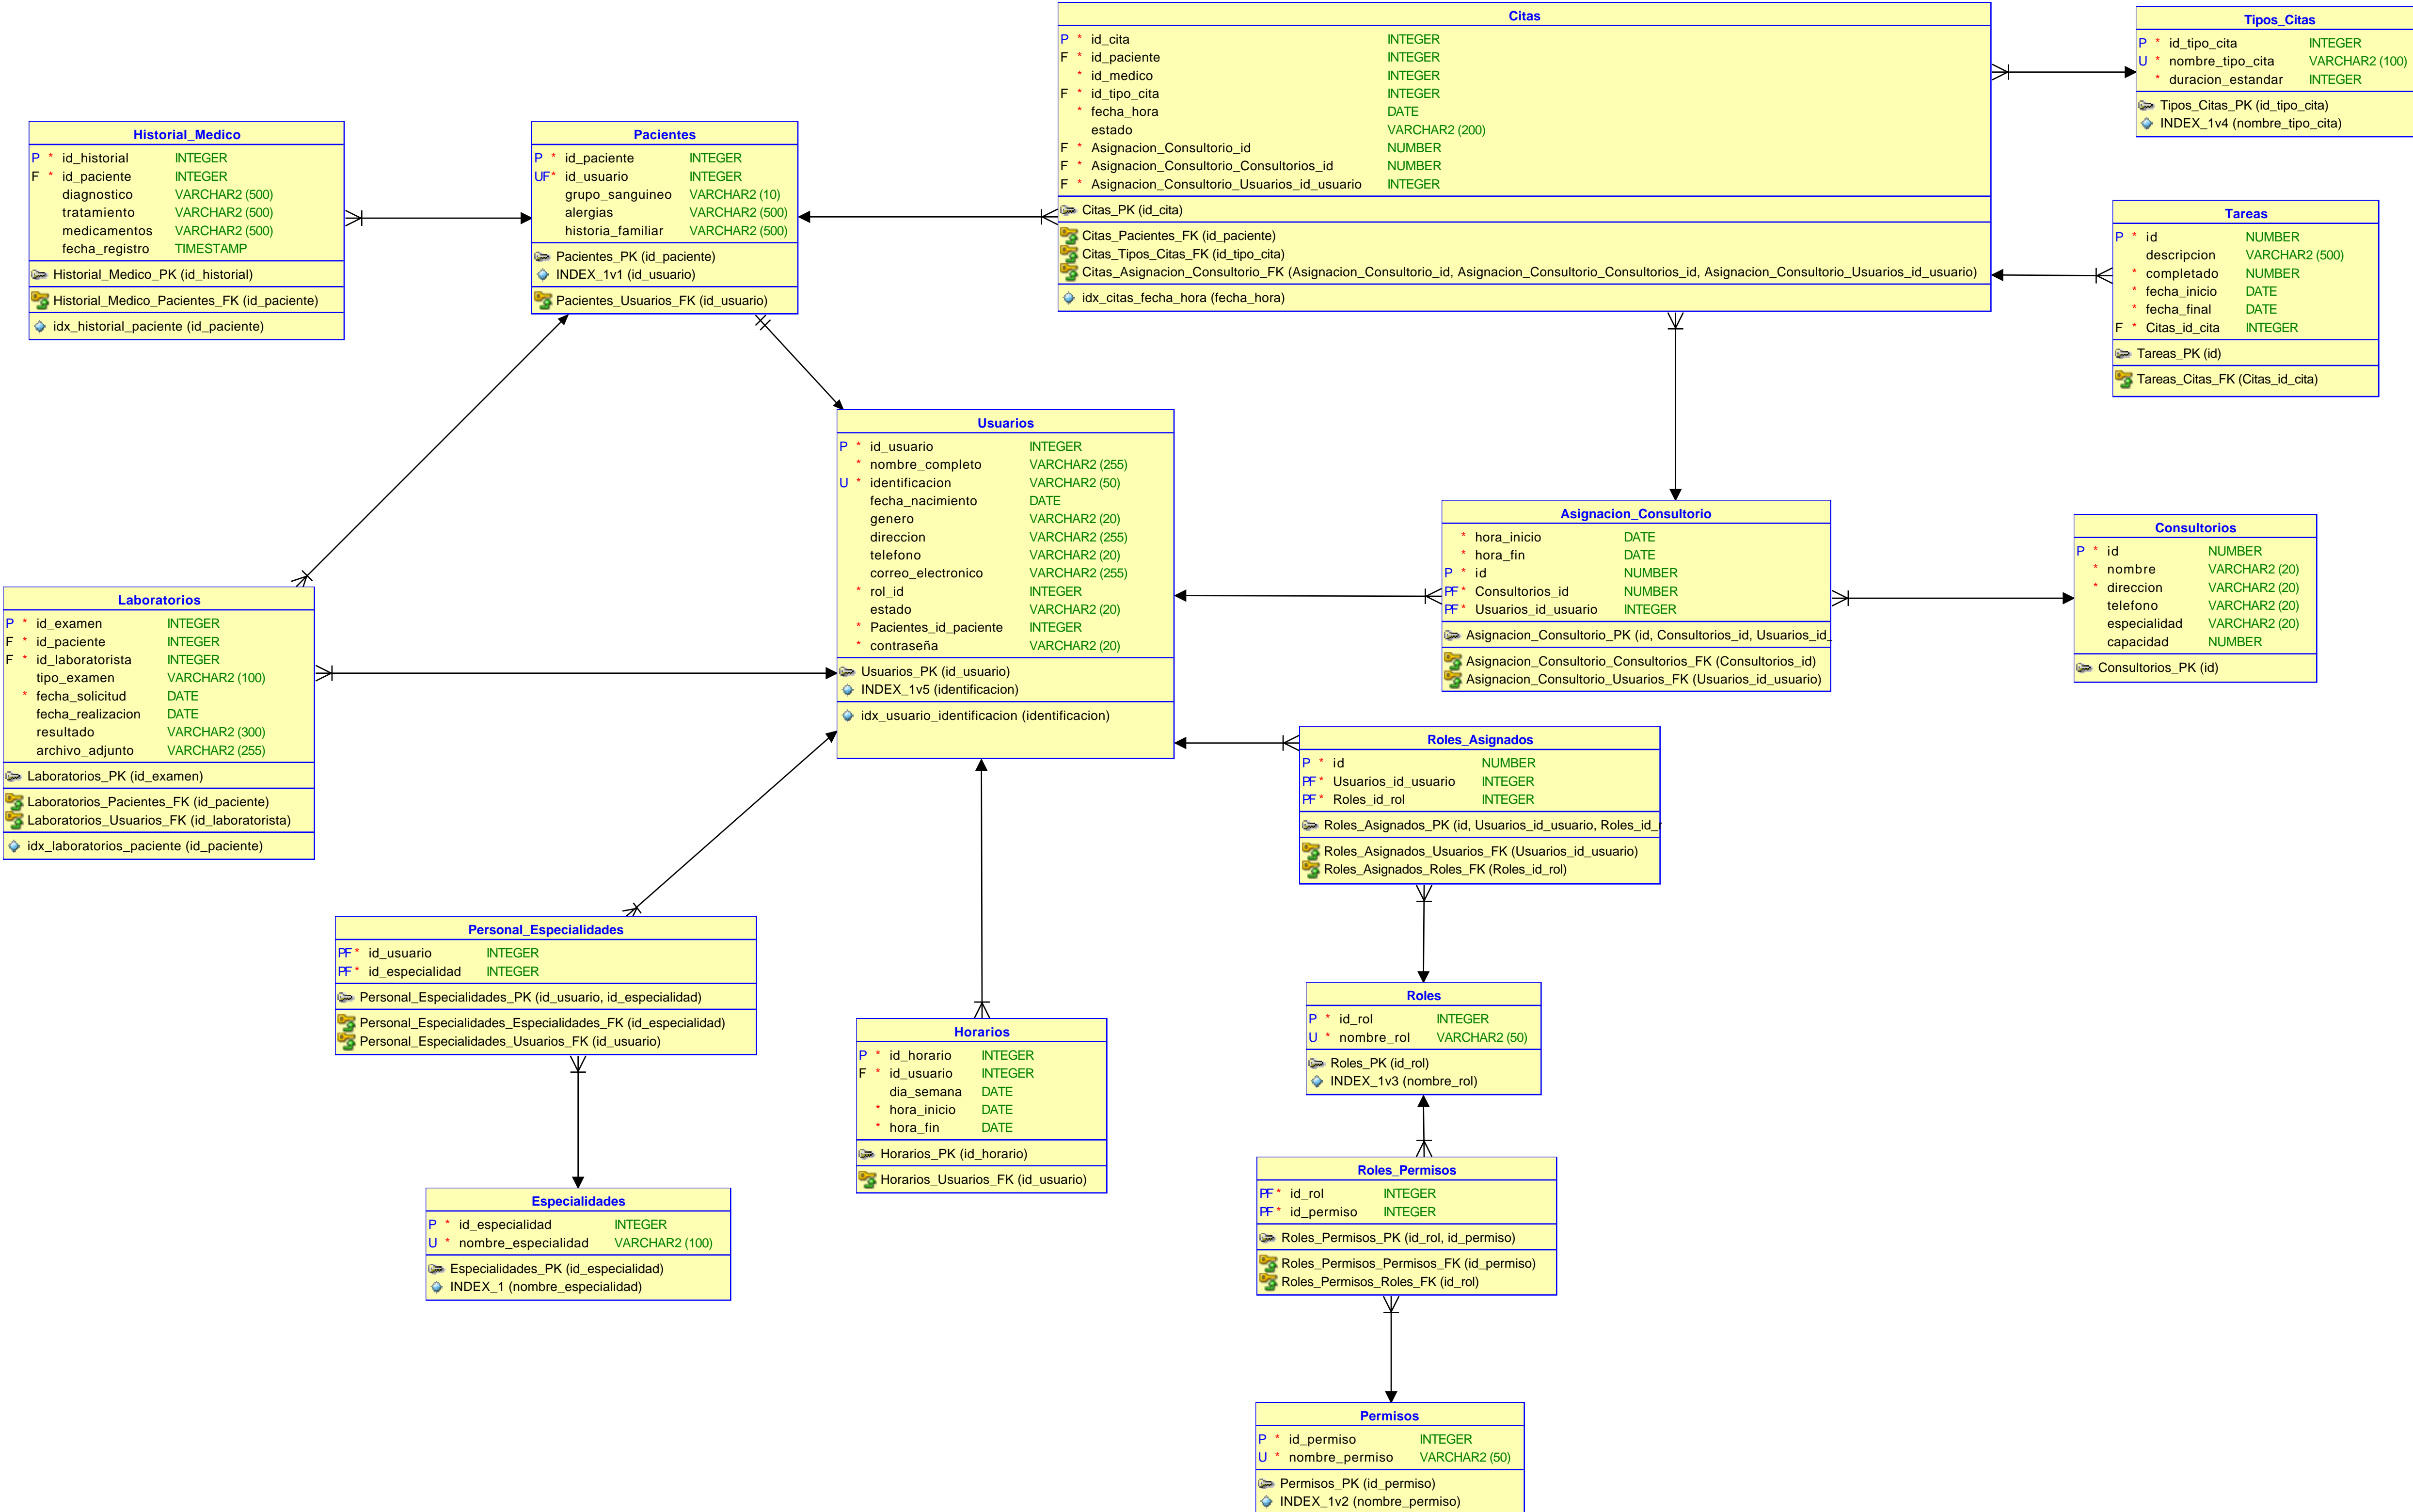 Citas
P * id_cita INTEGER
F * id_paciente INTEGER
* id_medico INTEGER
F * id_tipo_cita INTEGER
* fecha_hora DATE
estado VARCHAR2 (200)
F * Asignacion_Consultorio_id NUMBER
F * Asignacion_Consultorio_Consultorios_id NUMBER
F * Asignacion_Consultorio_Usuarios_id_usuario INTEGER
Citas_PK (id_cita)
Citas_Pacientes_FK (id_paciente)
Citas_Tipos_Citas_FK (id_tipo_cita)
Citas_Asignacion_Consultorio_FK (Asignacion_Consultorio_id, Asignacion_Consultorio_Consultorios_id, Asignacion_Consultorio_Usuarios_id_usuario)
idx_citas_fecha_hora (fecha_hora)
Tipos_Citas
P * id_tipo_cita INTEGER
U * nombre_tipo_cita VARCHAR2 (100)
* duracion_estandar INTEGER
Tipos_Citas_PK (id_tipo_cita)
INDEX_1v4 (nombre_tipo_cita)
Historial_Medico
P * id_historial INTEGER
F * id_paciente INTEGER
diagnostico VARCHAR2 (500)
tratamiento VARCHAR2 (500)
medicamentos VARCHAR2 (500)
fecha_registro TIMESTAMP
Historial_Medico_PK (id_historial)
Historial_Medico_Pacientes_FK (id_paciente)
idx_historial_paciente (id_paciente)
Pacientes
P * id_paciente INTEGER
UF* id_usuario INTEGER
grupo_sanguineo VARCHAR2 (10)
alergias VARCHAR2 (500)
historia_familiar VARCHAR2 (500)
Pacientes_PK (id_paciente)
INDEX_1v1 (id_usuario)
Pacientes_Usuarios_FK (id_usuario)
Tareas
P * id NUMBER
descripcion VARCHAR2 (500)
* completado NUMBER
* fecha_inicio DATE
* fecha_final DATE
F * Citas_id_cita INTEGER
Tareas_PK (id)
Tareas_Citas_FK (Citas_id_cita)
Usuarios
P * id_usuario INTEGER
* nombre_completo VARCHAR2 (255)
U * identificacion VARCHAR2 (50)
fecha_nacimiento DATE
genero VARCHAR2 (20)
direccion VARCHAR2 (255)
telefono VARCHAR2 (20)
correo_electronico VARCHAR2 (255)
* rol_id INTEGER
estado VARCHAR2 (20)
* Pacientes_id_paciente INTEGER
* contraseña VARCHAR2 (20)
Usuarios_PK (id_usuario)
INDEX_1v5 (identificacion)
idx_usuario_identificacion (identificacion)
Asignacion_Consultorio
* hora_inicio DATE
* hora_fin DATE
P * id NUMBER
PF* Consultorios_id NUMBER
PF* Usuarios_id_usuario INTEGER
Asignacion_Consultorio_PK (id, Consultorios_id, Usuarios_id_
Asignacion_Consultorio_Consultorios_FK (Consultorios_id)
Asignacion_Consultorio_Usuarios_FK (Usuarios_id_usuario)
Consultorios
P * id NUMBER
* nombre VARCHAR2 (20)
* direccion VARCHAR2 (20)
telefono VARCHAR2 (20)
especialidad VARCHAR2 (20)
capacidad NUMBER
Consultorios_PK (id)
Laboratorios
P * id_examen INTEGER
F * id_paciente INTEGER
F * id_laboratorista INTEGER
tipo_examen VARCHAR2 (100)
* fecha_solicitud DATE
fecha_realizacion DATE
resultado VARCHAR2 (300)
archivo_adjunto VARCHAR2 (255)
Laboratorios_PK (id_examen)
Laboratorios_Pacientes_FK (id_paciente)
Laboratorios_Usuarios_FK (id_laboratorista)
idx_laboratorios_paciente (id_paciente)
Roles_Asignados
P * id NUMBER
PF* Usuarios_id_usuario INTEGER
PF* Roles_id_rol INTEGER
Roles_Asignados_PK (id, Usuarios_id_usuario, Roles_id_r
Roles_Asignados_Usuarios_FK (Usuarios_id_usuario)
Roles_Asignados_Roles_FK (Roles_id_rol)
Personal_Especialidades
PF* id_usuario INTEGER
PF* id_especialidad INTEGER
Personal_Especialidades_PK (id_usuario, id_especialidad)
Personal_Especialidades_Especialidades_FK (id_especialidad)
Personal_Especialidades_Usuarios_FK (id_usuario)
Horarios
P * id_horario INTEGER
F * id_usuario INTEGER
dia_semana DATE
* hora_inicio DATE
* hora_fin DATE
Horarios_PK (id_horario)
Horarios_Usuarios_FK (id_usuario)
Roles
P * id_rol INTEGER
U * nombre_rol VARCHAR2 (50)
Roles_PK (id_rol)
INDEX_1v3 (nombre_rol)
Especialidades
P * id_especialidad INTEGER
U * nombre_especialidad VARCHAR2 (100)
Especialidades_PK (id_especialidad)
INDEX_1 (nombre_especialidad)
Roles_Permisos
PF* id_rol INTEGER
PF* id_permiso INTEGER
Roles_Permisos_PK (id_rol, id_permiso)
Roles_Permisos_Permisos_FK (id_permiso)
Roles_Permisos_Roles_FK (id_rol)
Permisos
P * id_permiso INTEGER
U * nombre_permiso VARCHAR2 (50)
Permisos_PK (id_permiso)
INDEX_1v2 (nombre_permiso)